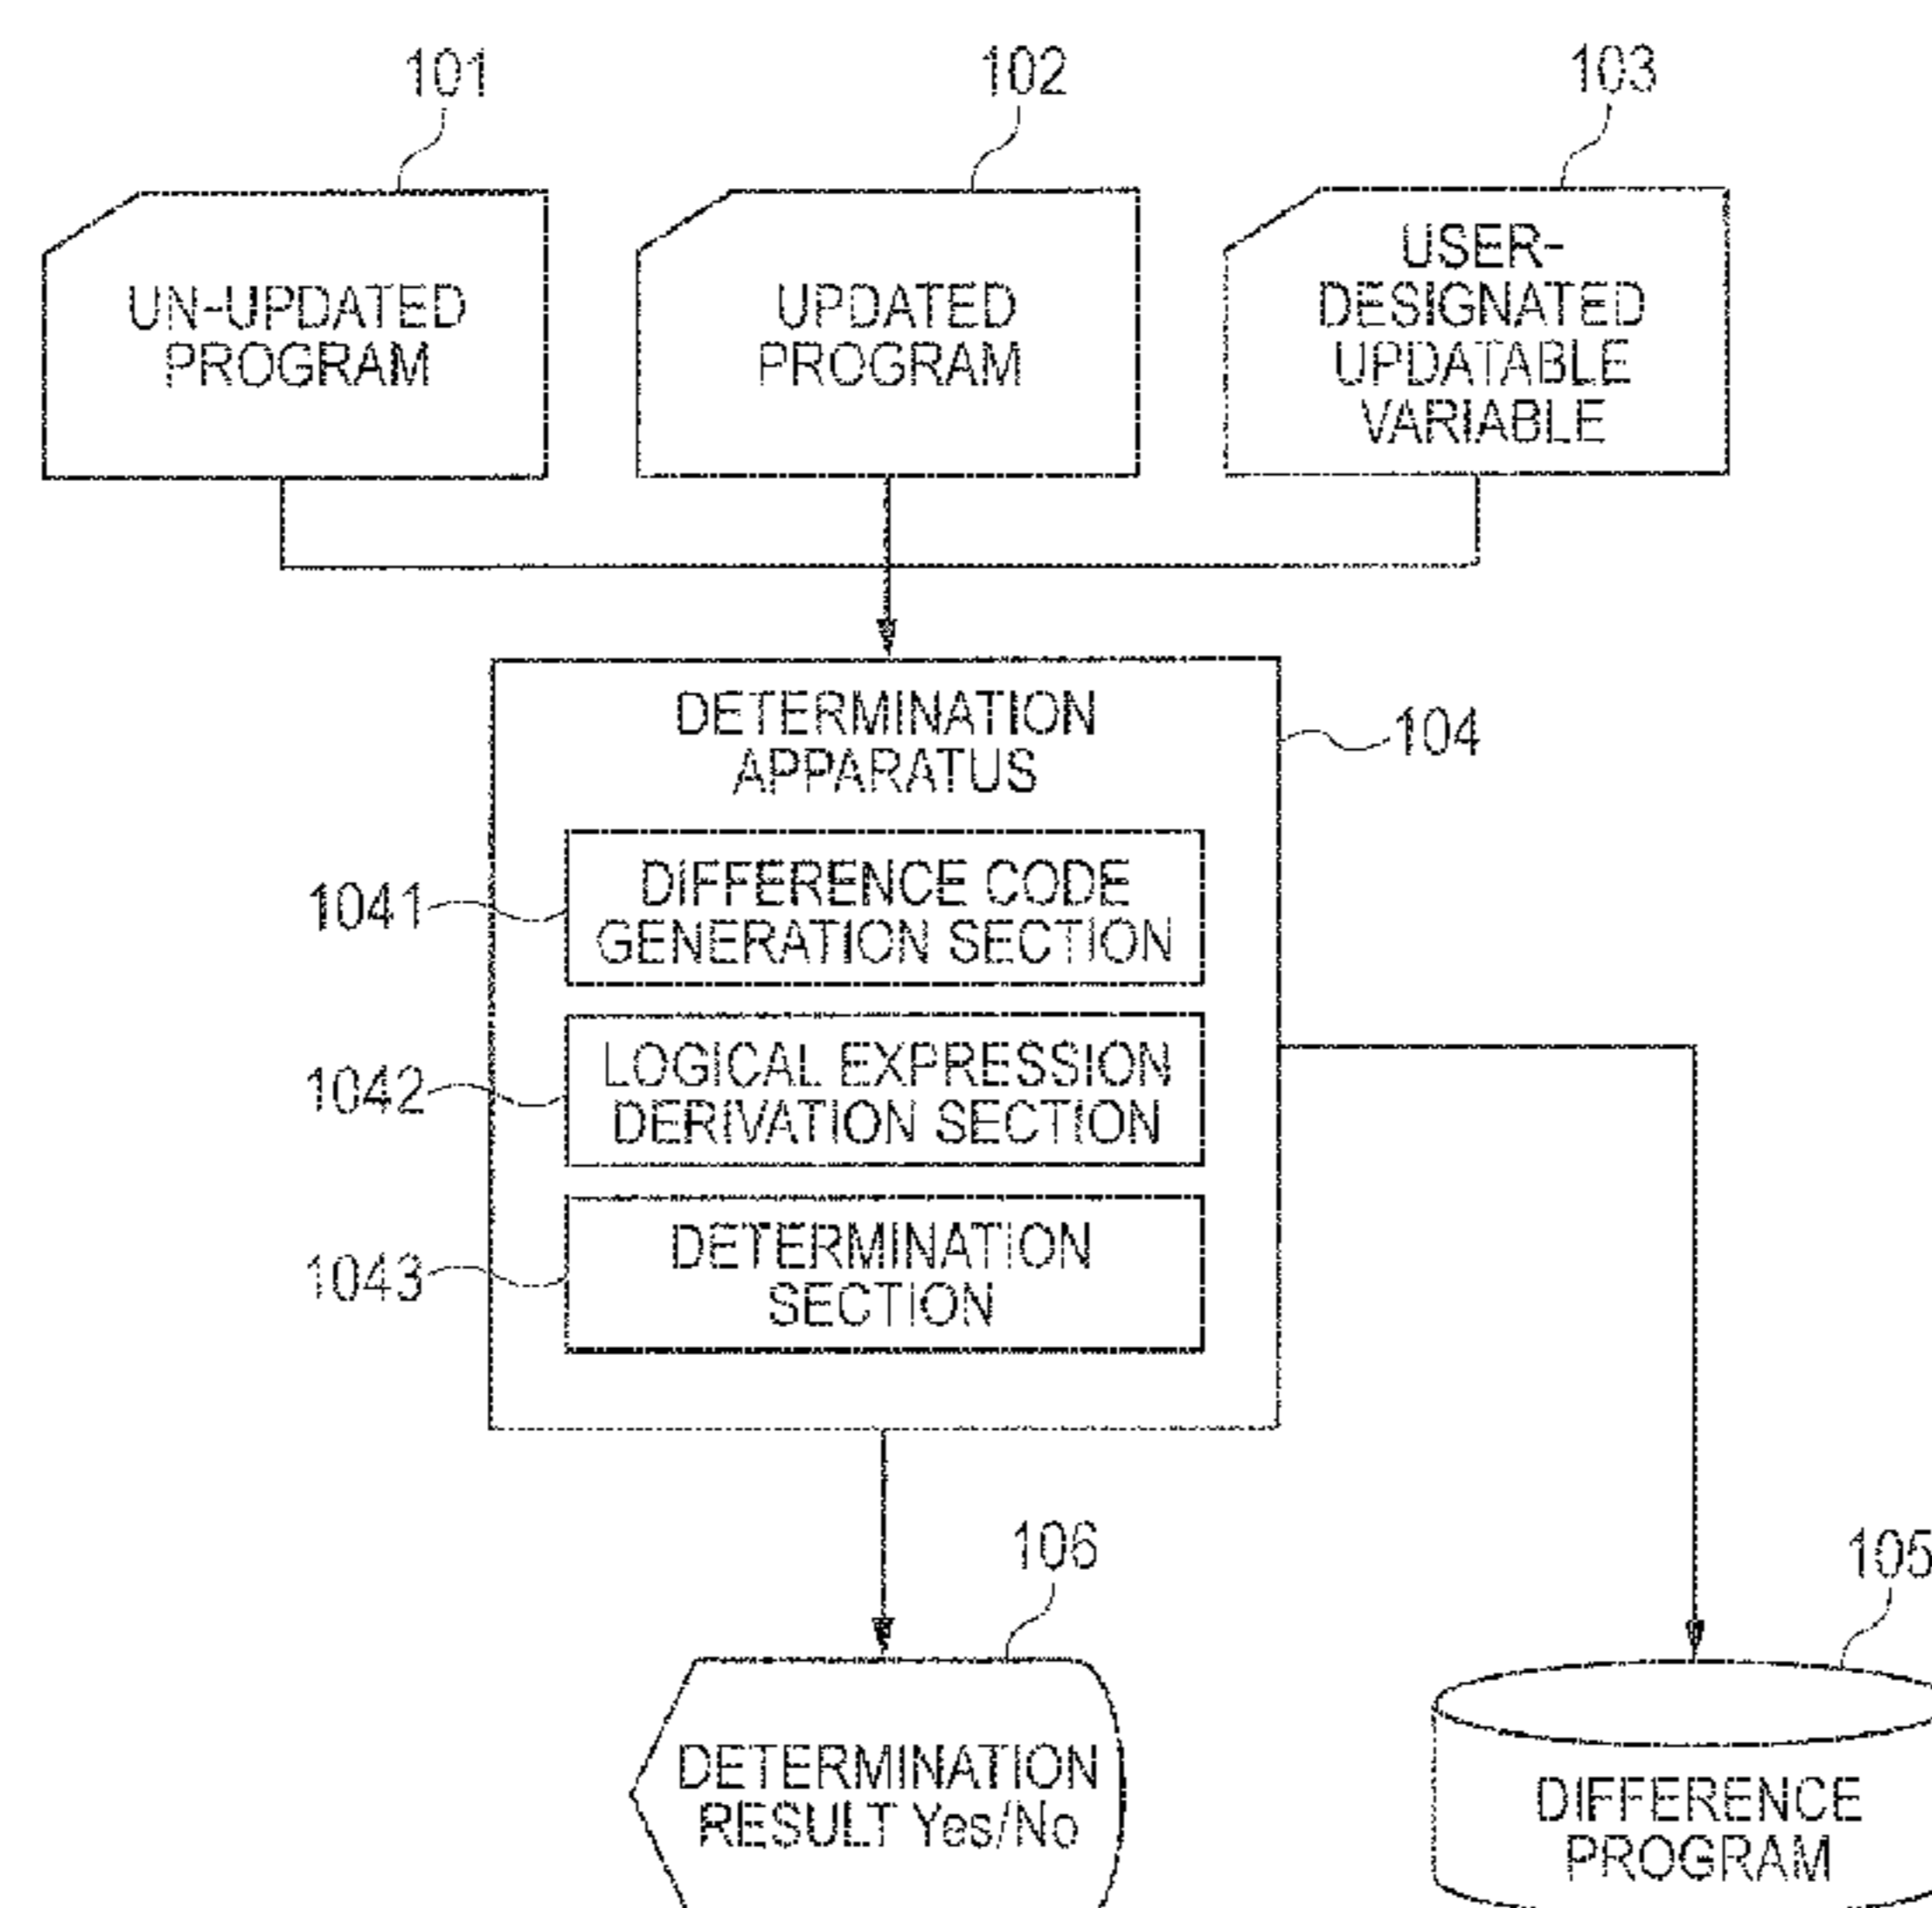 101
102
103
UN-UPDATED
PROGRAM
UPDATED
PROGRAM
USER-
DESIGNATED
UPDATABLE
VARIABLE
DETERMINATION
APPARATUS
104
1041
DIFFERENCE CODE
GENERATION SECTION
1042
LOGICAL EXPRESSION
DERIVATION SECTION
1043
DETERMINATION
SECTION
106
105
DETERMINATION
RESULT Yes/No
DIFFERENCE
PROGRAM